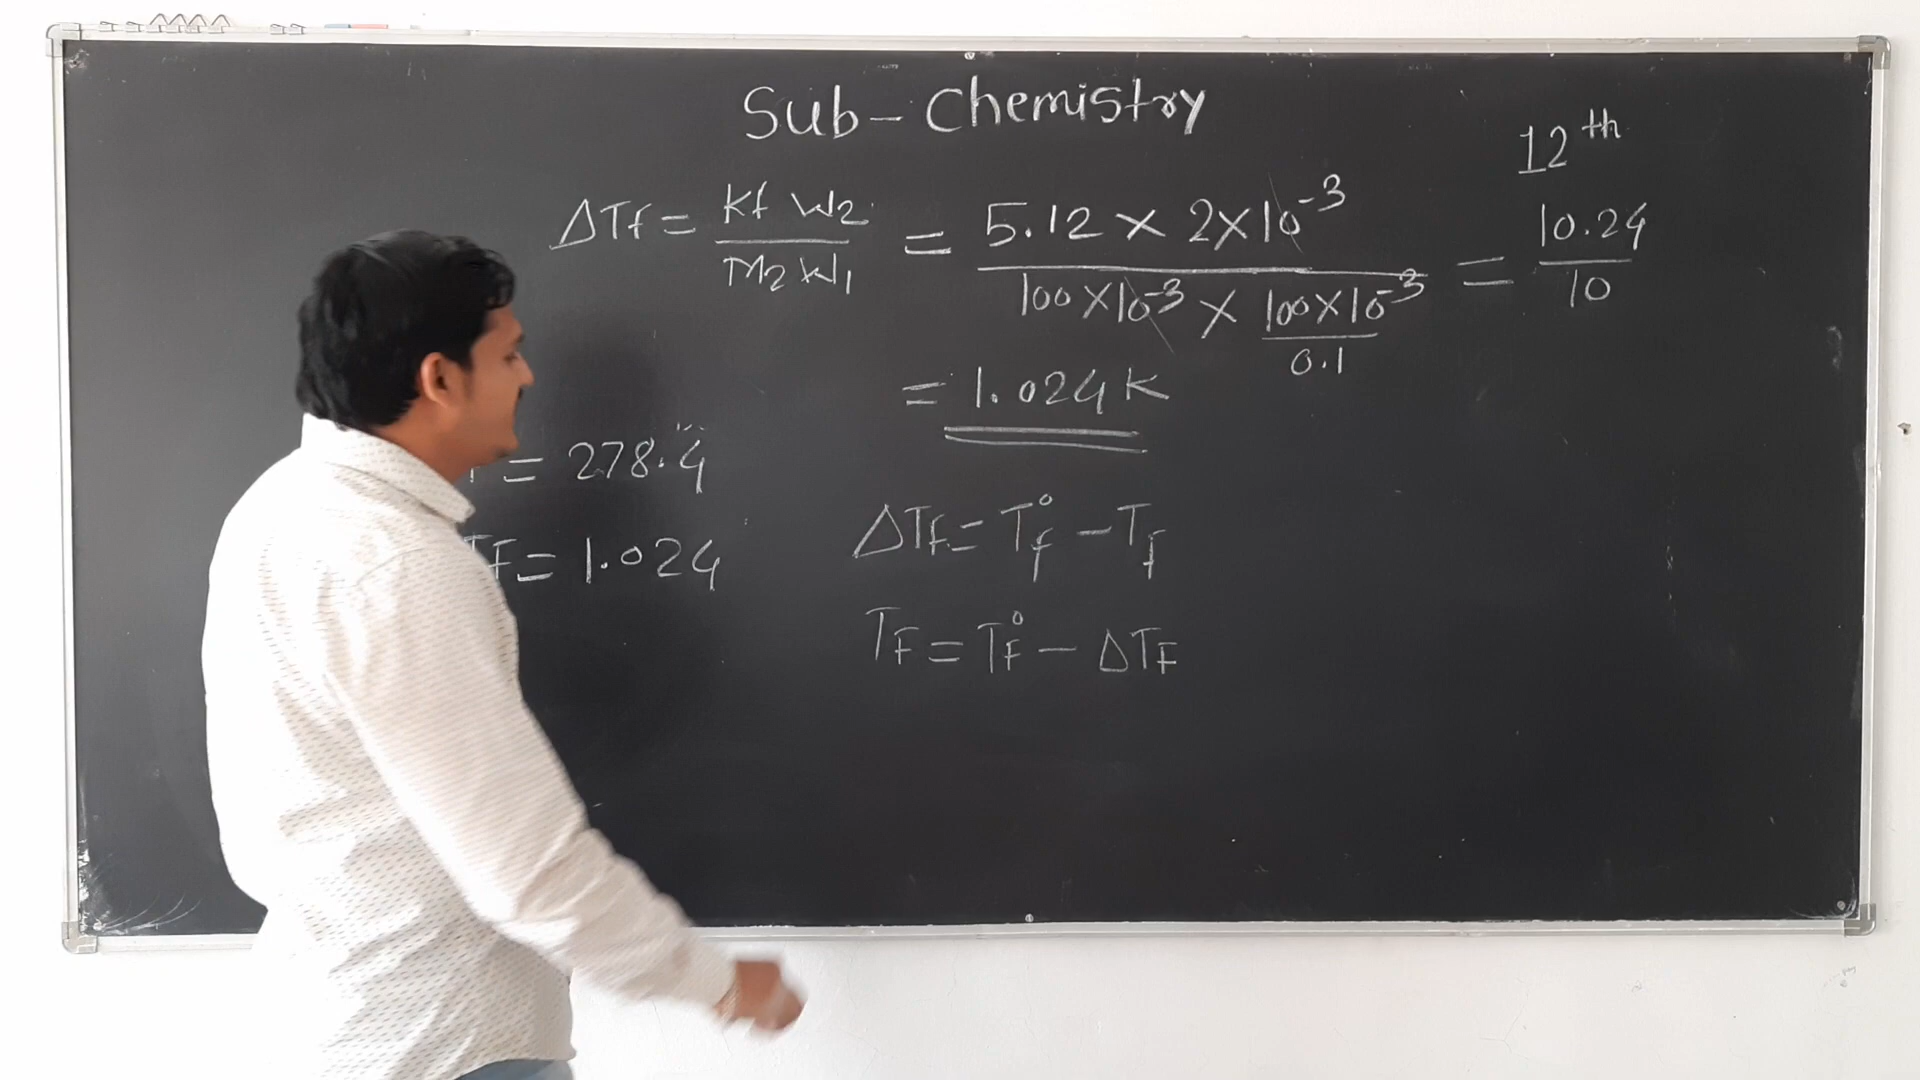 Sub - Chemistry
12th
ΔTf = Kf W2 / M2 W1 = 5.12 × 2×10-3 / 100×10-3 × 100×10-3 / 0.1 = 10.24 / 10
= 1.024 K
= 278.4
TF = 1.024
ΔTf = T°f - Tf
TF = T°F - ΔTF